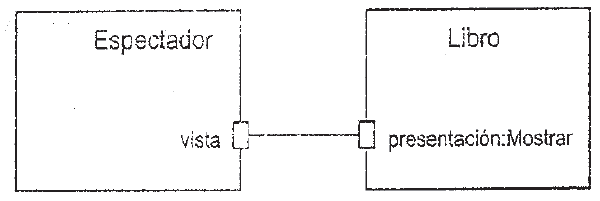 Espectador
Libro
vista
presentación:Mostrar